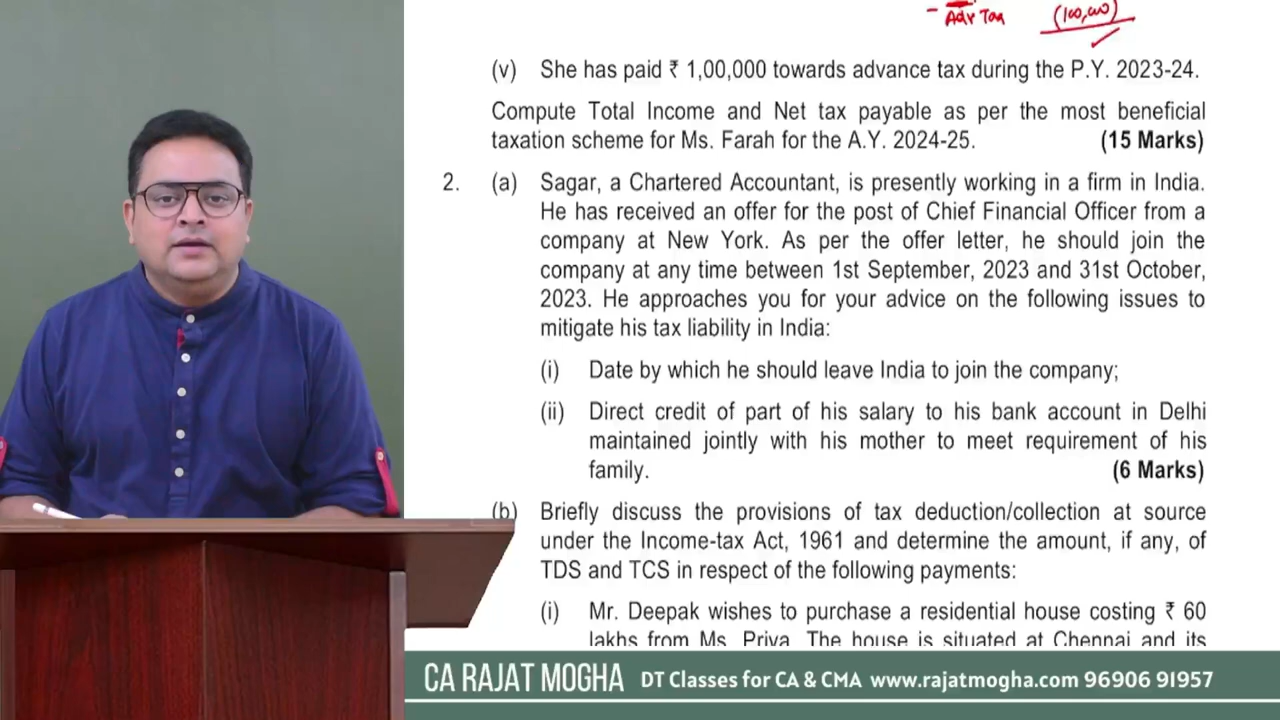 - Adv Tax (100,000)
(v) She has paid ₹ 1,00,000 towards advance tax during the P.Y. 2023-24.
Compute Total Income and Net tax payable as per the most beneficial
taxation scheme for Ms. Farah for the A.Y. 2024-25. (15 Marks)
2. (a) Sagar, a Chartered Accountant, is presently working in a firm in India.
He has received an offer for the post of Chief Financial Officer from a
company at New York. As per the offer letter, he should join the
company at any time between 1st September, 2023 and 31st October,
2023. He approaches you for your advice on the following issues to
mitigate his tax liability in India:
(i) Date by which he should leave India to join the company;
(ii) Direct credit of part of his salary to his bank account in Delhi
maintained jointly with his mother to meet requirement of his
family. (6 Marks)
(b) Briefly discuss the provisions of tax deduction/collection at source
under the Income-tax Act, 1961 and determine the amount, if any, of
TDS and TCS in respect of the following payments:
(i) Mr. Deepak wishes to purchase a residential house costing ₹ 60
lakhs from Ms. Priya. The house is situated at Chennai and its
CA RAJAT MOGHA DT Classes for CA & CMA www.rajatmogha.com 96906 91957